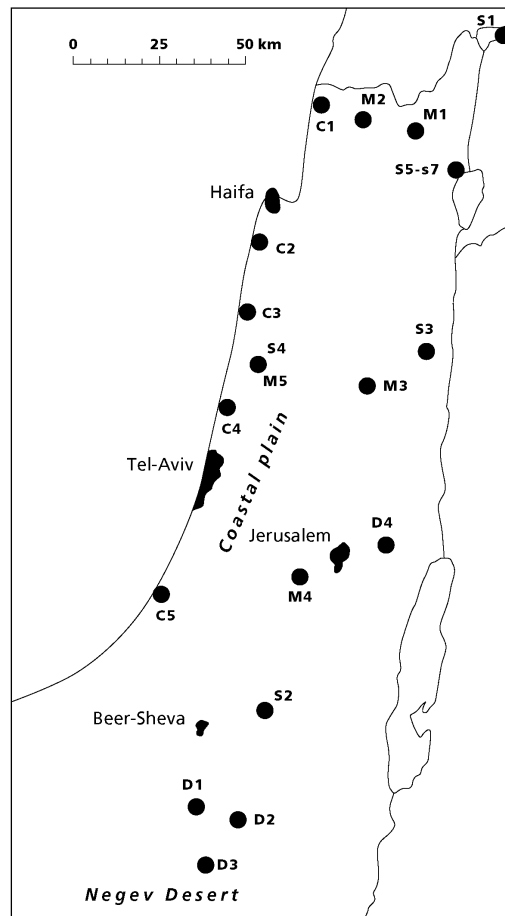 S1
0 25 50 km
M2
M1
C1
S5-s7
Haifa
C2
C3
S3
S4
M5
M3
C4
Tel-Aviv
Coastal plain
D4
Jerusalem
M4
C5
S2
Beer-Sheva
D1
D2
D3
Negev Desert